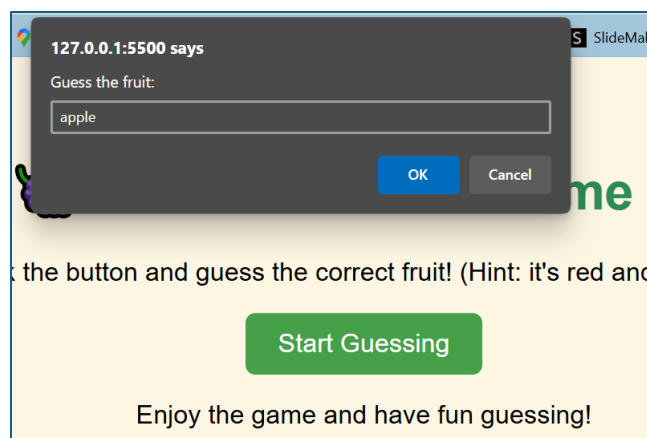 SlideMa
127.0.0.1:5500 says
Guess the fruit:
apple
OK Cancel
me
the button and guess the correct fruit! (Hint: it's red and
Start Guessing
Enjoy the game and have fun guessing!